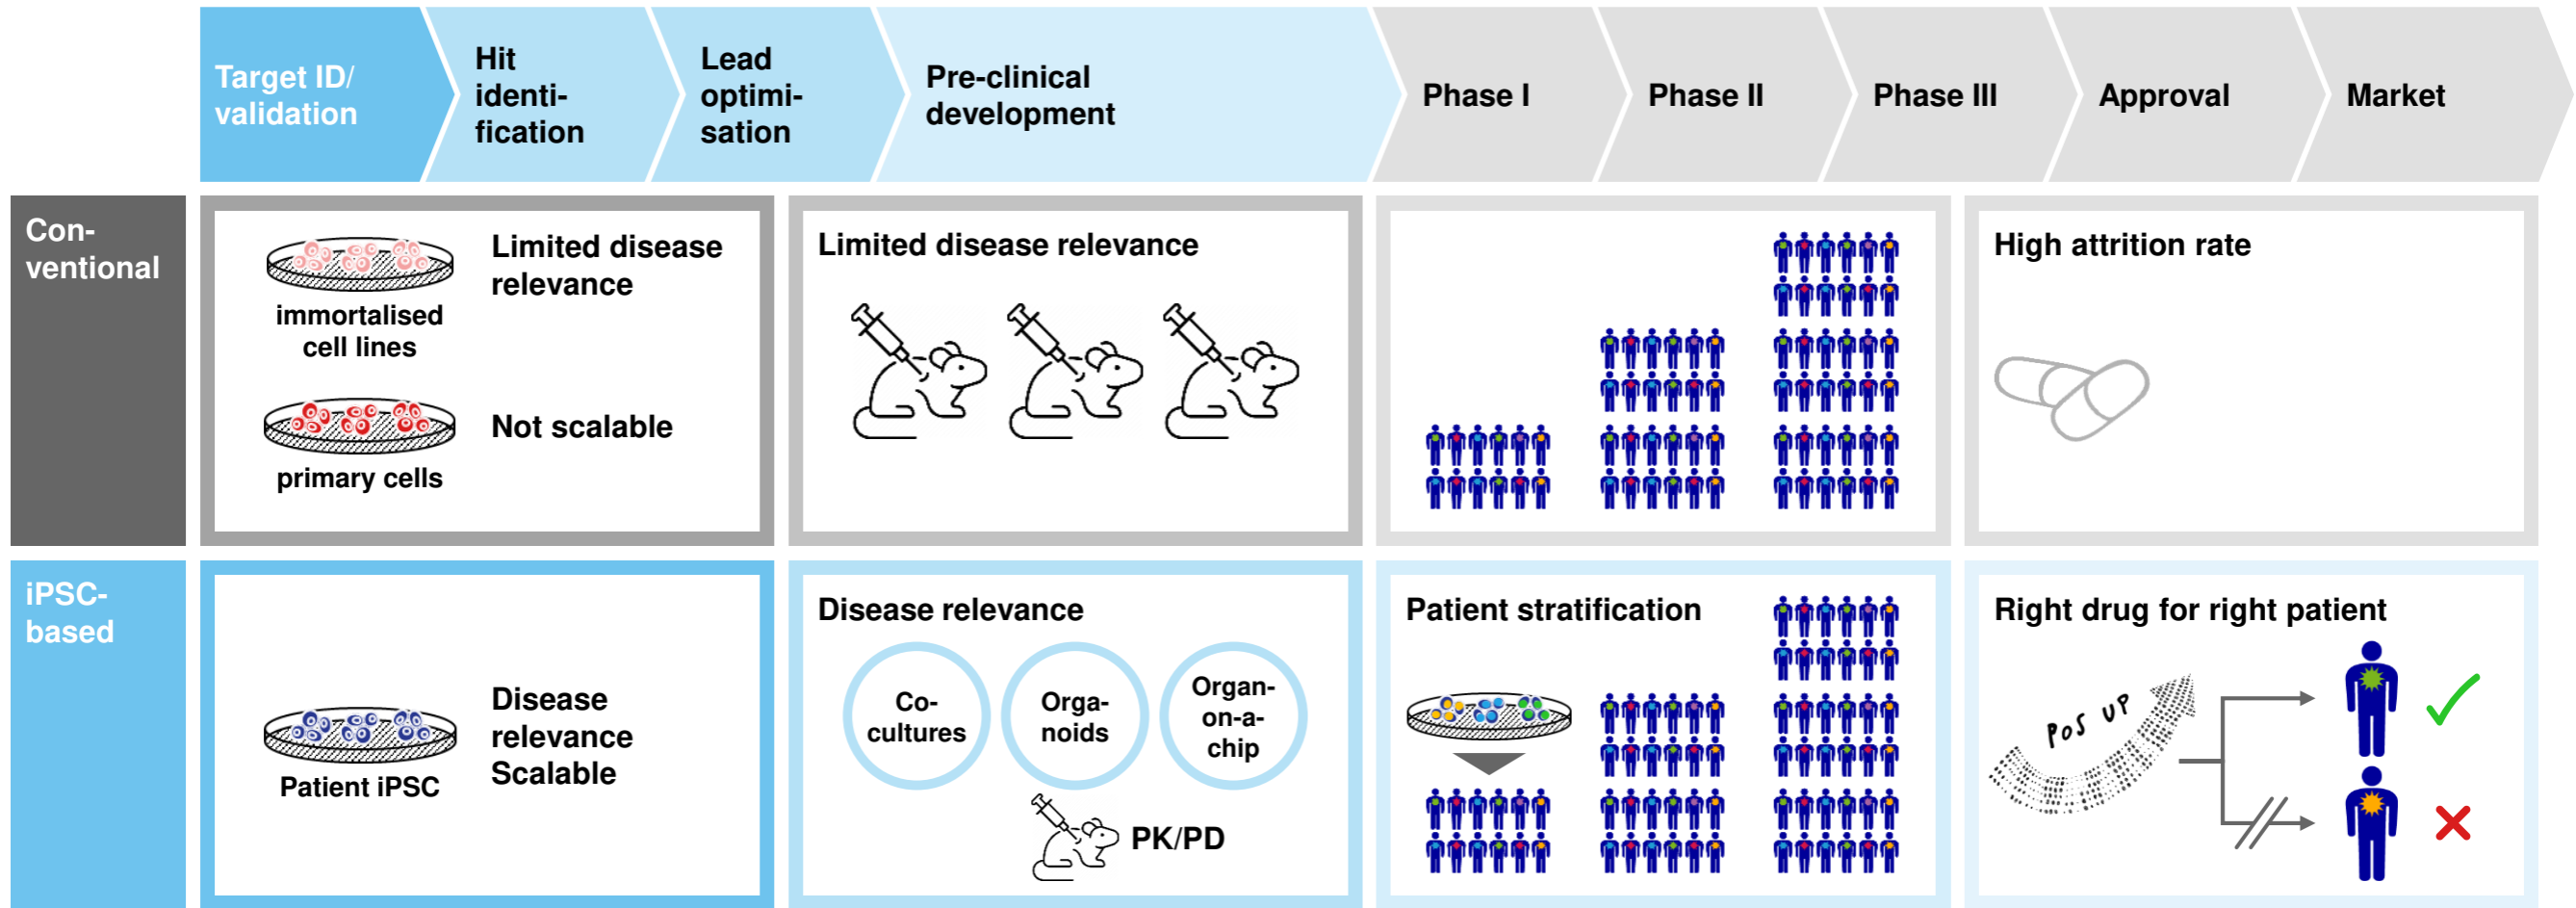 Target ID/
validation
Hit
identi-
fication
Lead
optimi-
sation
Pre-clinical
development
Phase I
Phase II
Phase III
Approval
Market
Con-
ventional
immortalised
cell lines
Limited disease
relevance
primary cells
Not scalable
Limited disease relevance
High attrition rate
iPSC-
based
Patient iPSC
Disease
relevance
Scalable
Disease relevance
Co-
cultures
Orga-
noids
Organ-
on-a-
chip
PK/PD
Patient stratification
Right drug for right patient
PoS UP